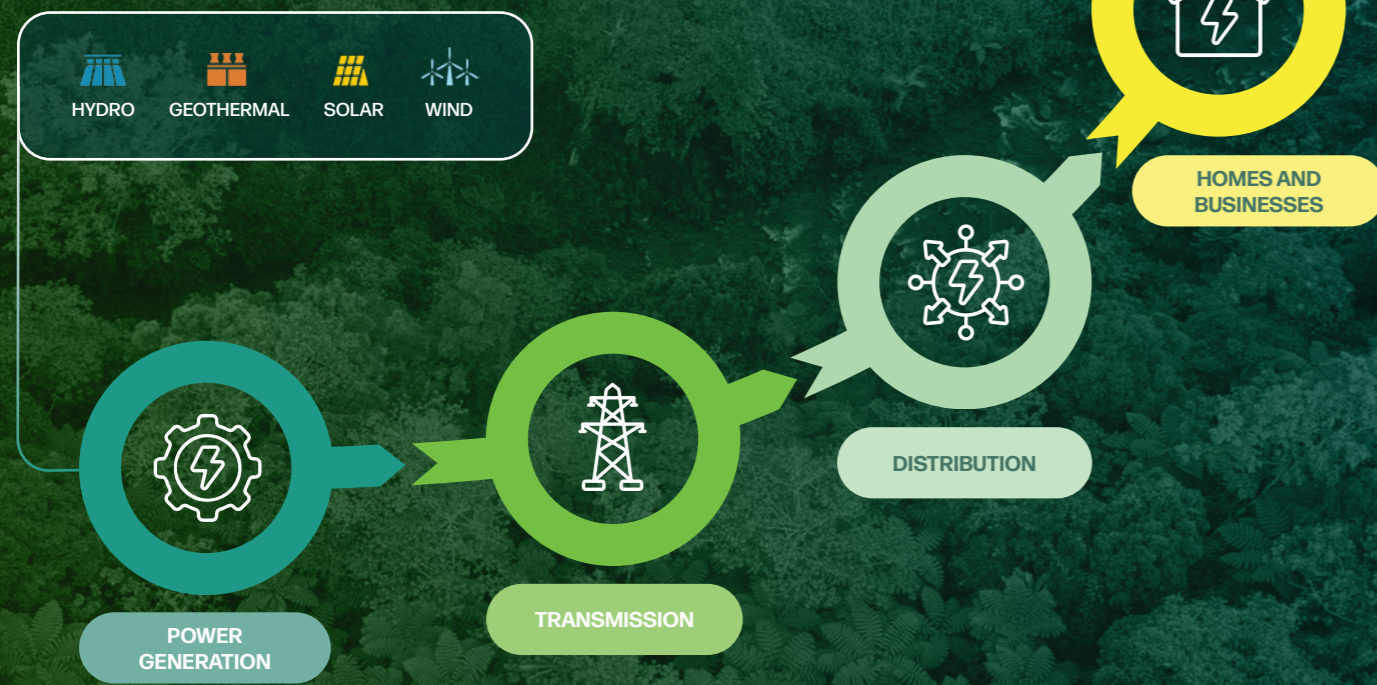 HYDRO
GEOTHERMAL
SOLAR
WIND
HOMES AND
BUSINESSES
DISTRIBUTION
TRANSMISSION
POWER
GENERATION